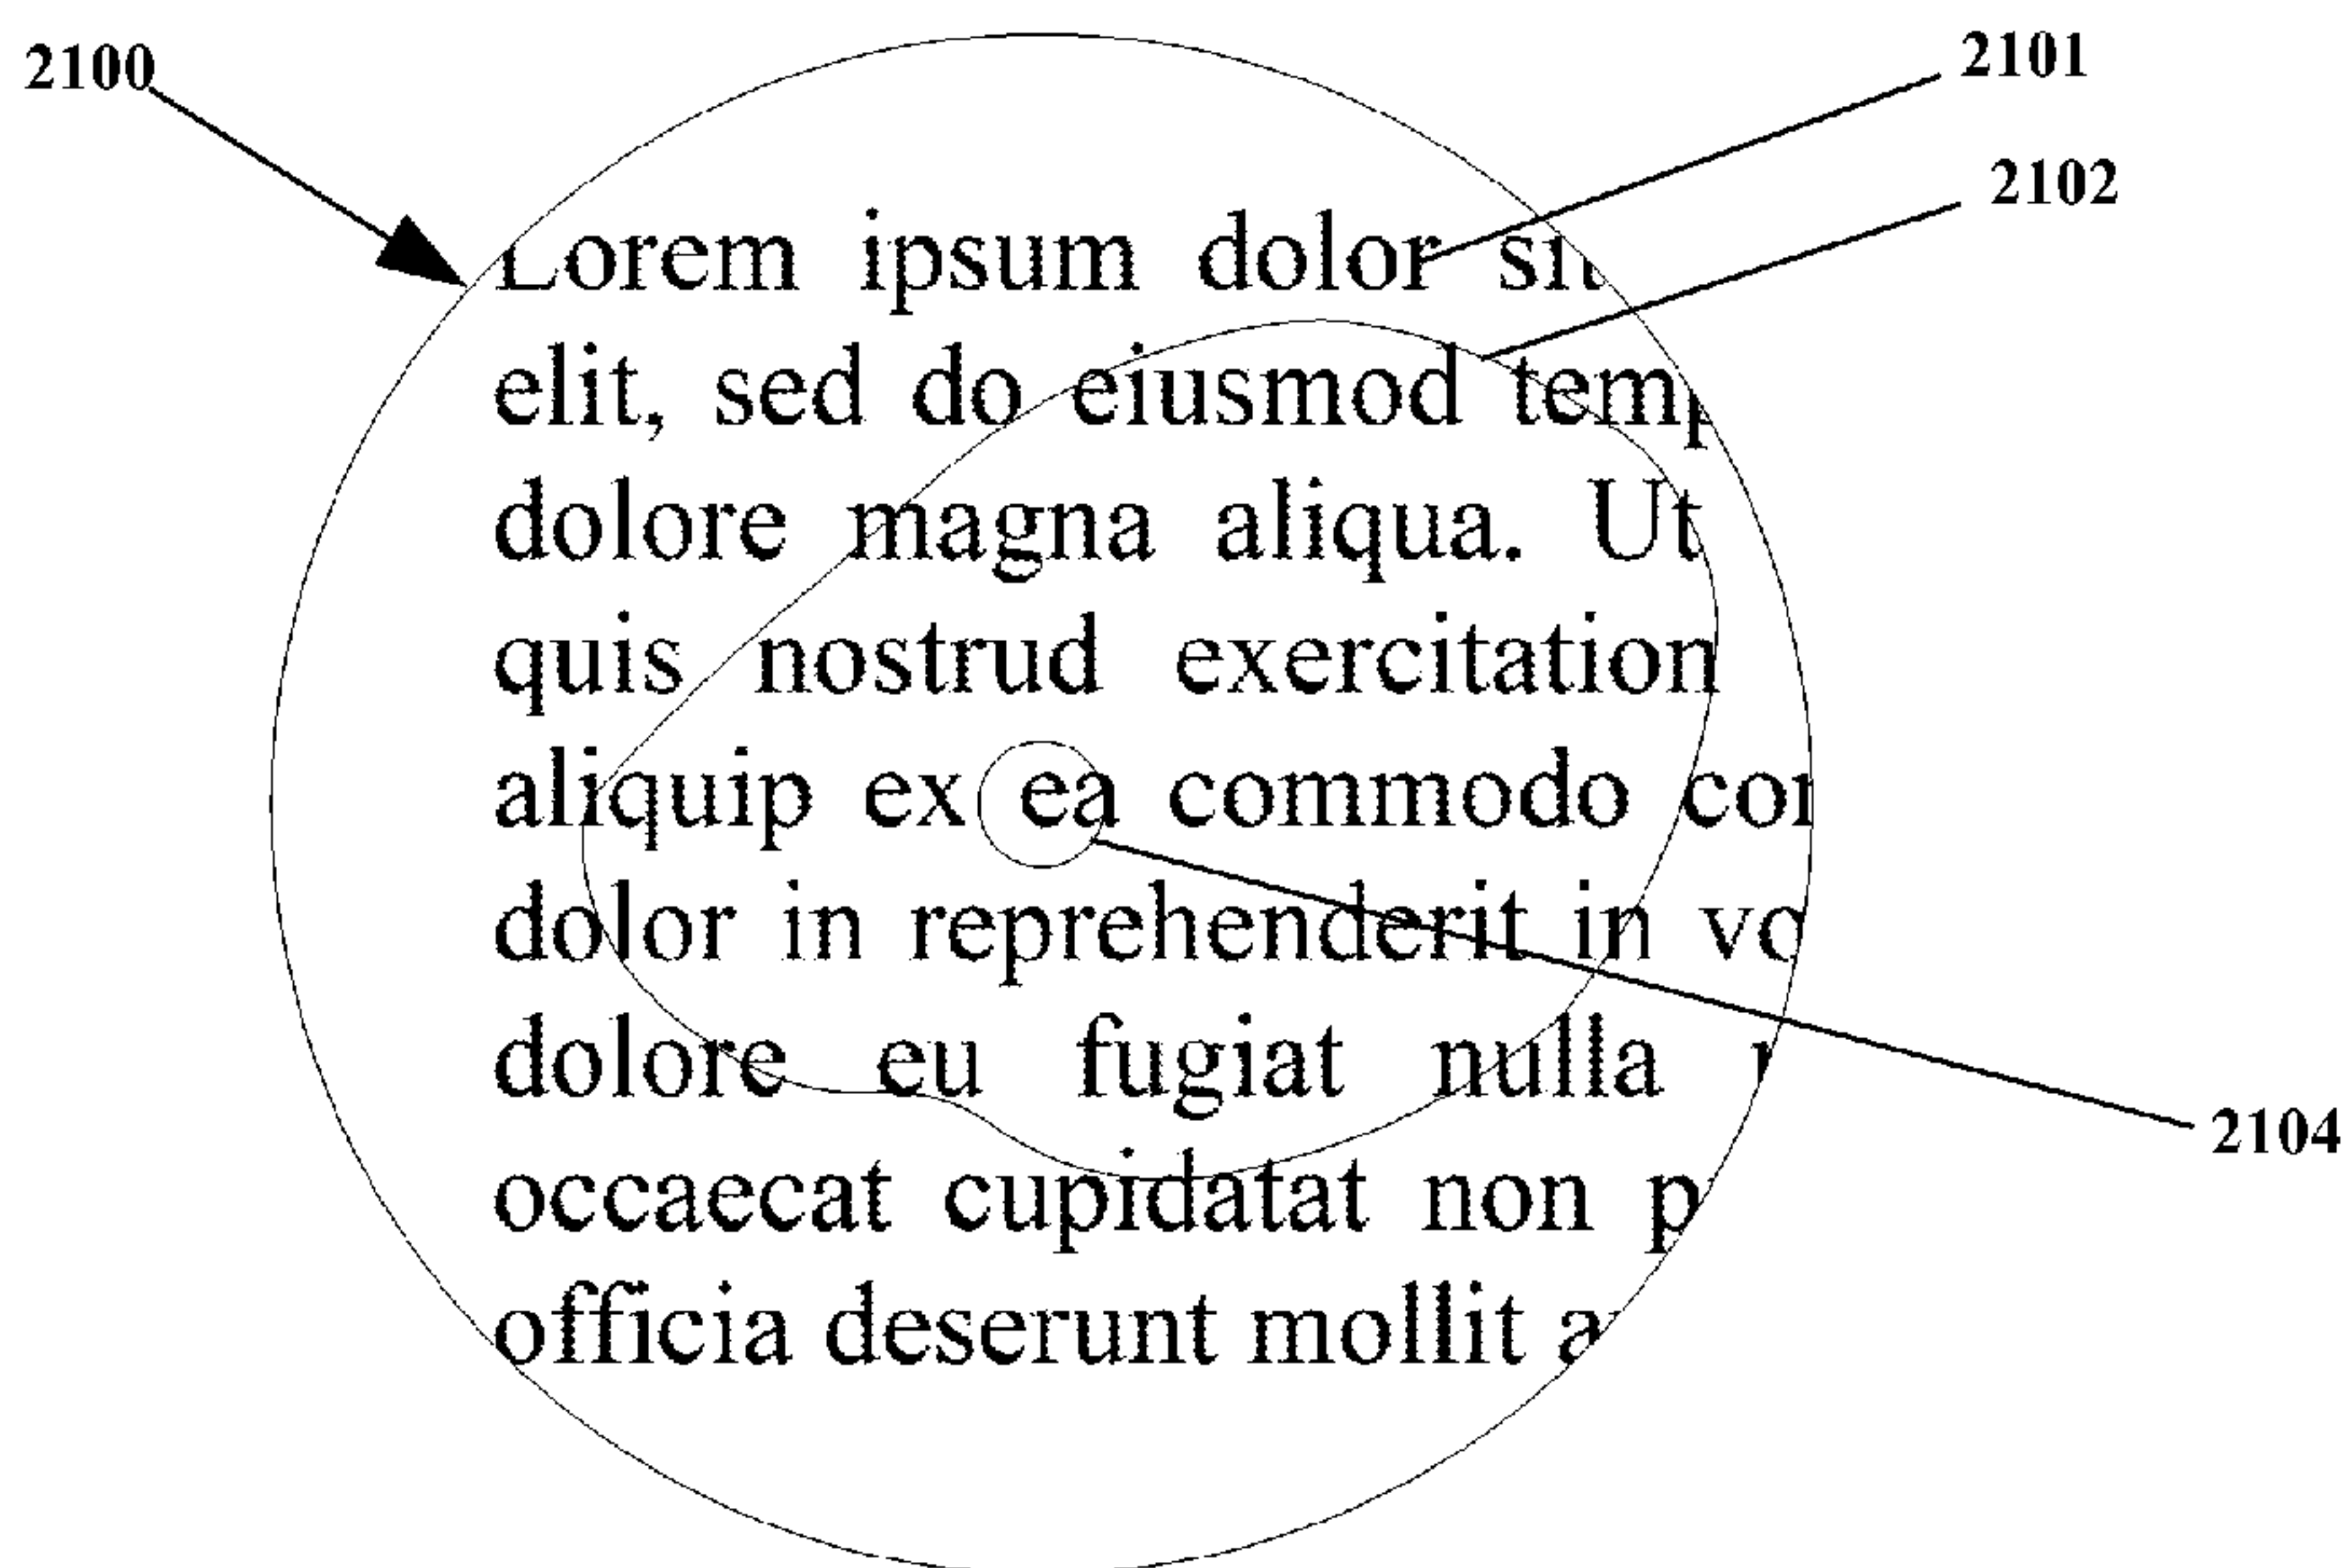 2100
2101
2102
Lorem ipsum dolor sit
elit, sed do eiusmod
dolore magna aliqua. Ut
quis nostrud exercitation
aliquip ex ea commodo
dolor in reprehenderit in
dolore eu fugiat nulla
2104
occaecat cupidatat non
officia deserunt mollit